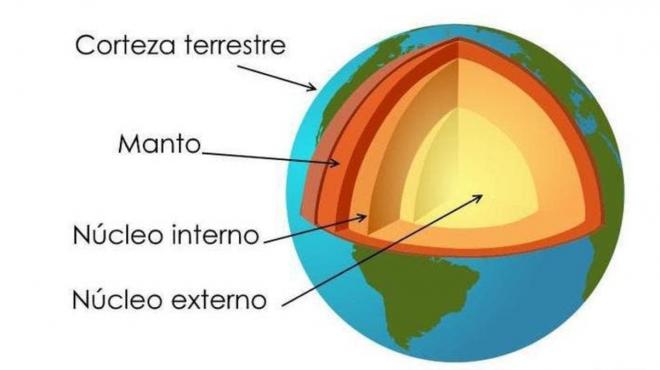 Corteza terrestre
Manto
Núcleo interno
Núcleo externo